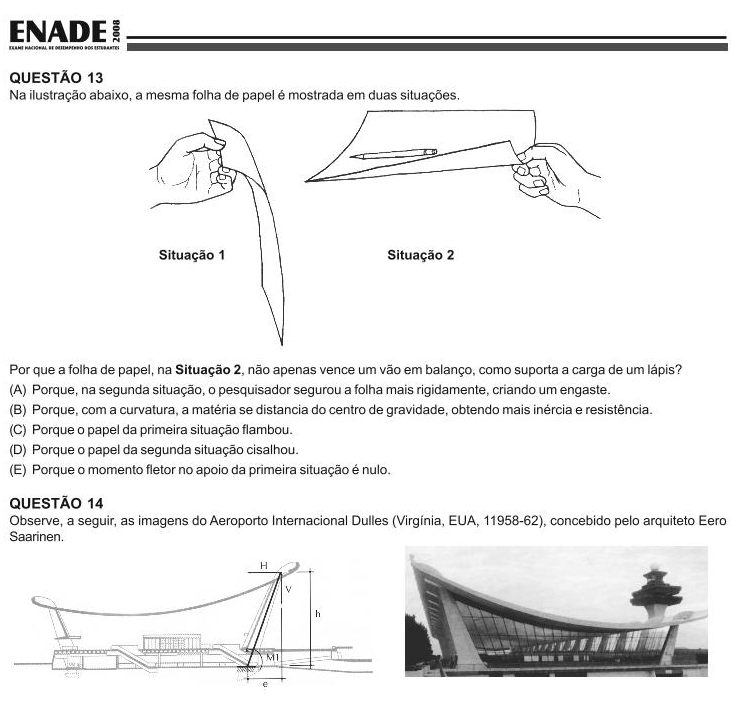 ENADE 2008
EXAME NACIONAL DE DESEMPENHO DOS ESTUDANTES
QUESTÃO 13
Na ilustração abaixo, a mesma folha de papel é mostrada em duas situações.
Situação 1
Situação 2
Por que a folha de papel, na Situação 2, não apenas vence um vão em balanço, como suporta a carga de um lápis?
(A) Porque, na segunda situação, o pesquisador segurou a folha mais rigidamente, criando um engaste.
(B) Porque, com a curvatura, a matéria se distancia do centro de gravidade, obtendo mais inércia e resistência.
(C) Porque o papel da primeira situação flambou.
(D) Porque o papel da segunda situação cisalhou.
(E) Porque o momento fletor no apoio da primeira situação é nulo.
QUESTÃO 14
Observe, a seguir, as imagens do Aeroporto Internacional Dulles (Virgínia, EUA, 11958-62), concebido pelo arquiteto Eero
Saarinen.
H
V
h
M1
e